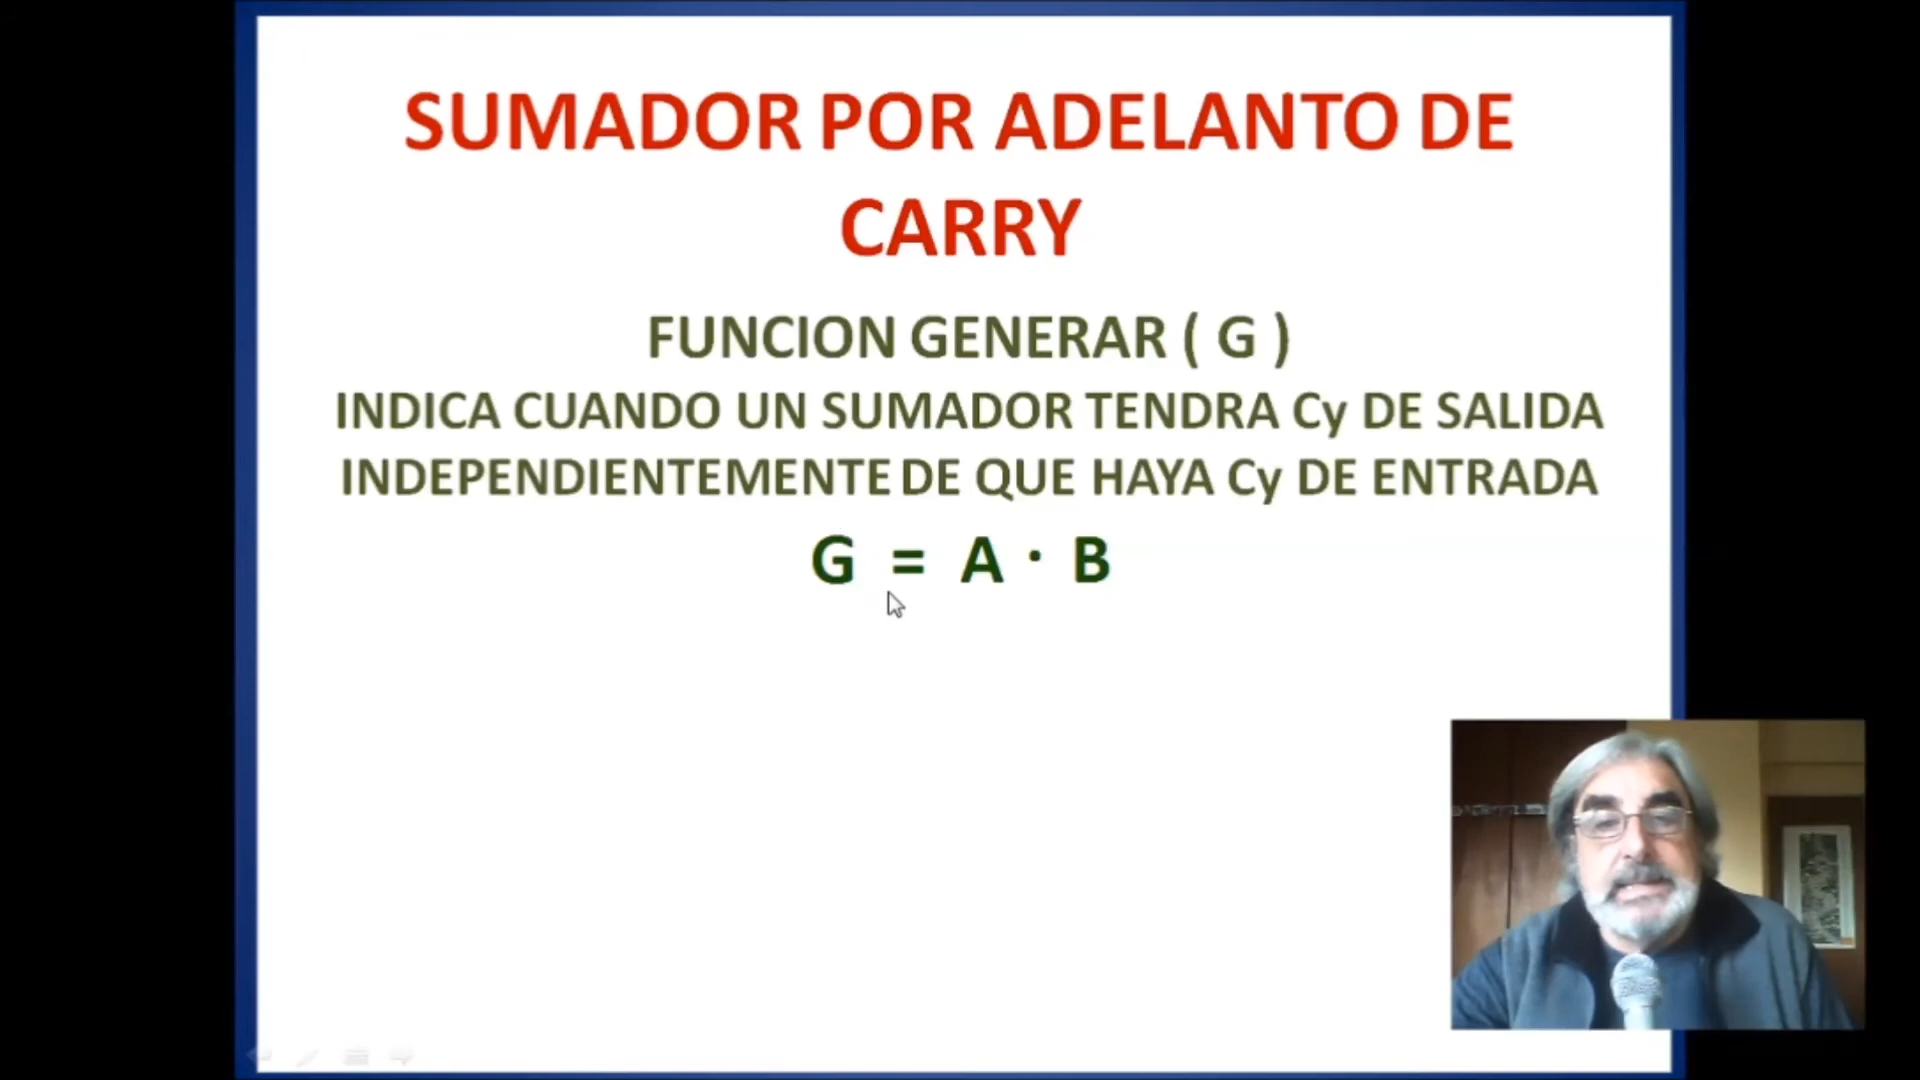 SUMADOR POR ADELANTO DE
CARRY
FUNCION GENERAR ( G )
INDICA CUANDO UN SUMADOR TENDRA Cy DE SALIDA
INDEPENDIENTEMENTE DE QUE HAYA Cy DE ENTRADA
G = A · B